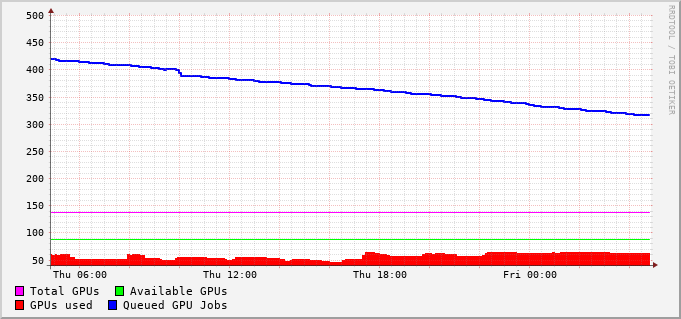 500
450
400
350
300
250
200
150
100
50
Thu 06:00 Thu 12:00 Thu 18:00 Fri 00:00
Total GPUs Available GPUs
GPUs used Queued GPU Jobs
RRDTOOL / TOBI OETIKER